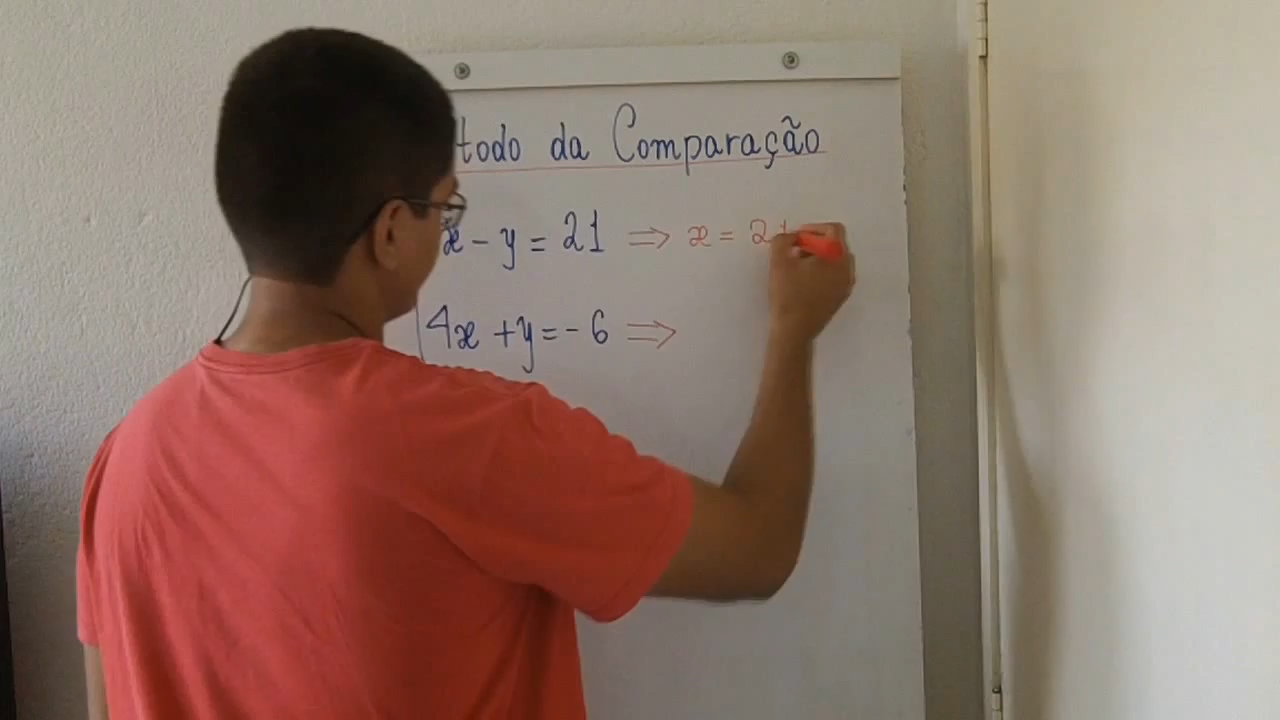 todo da Comparação
x - y = 21 ⇒ x = 21
4x + y = - 6 ⇒